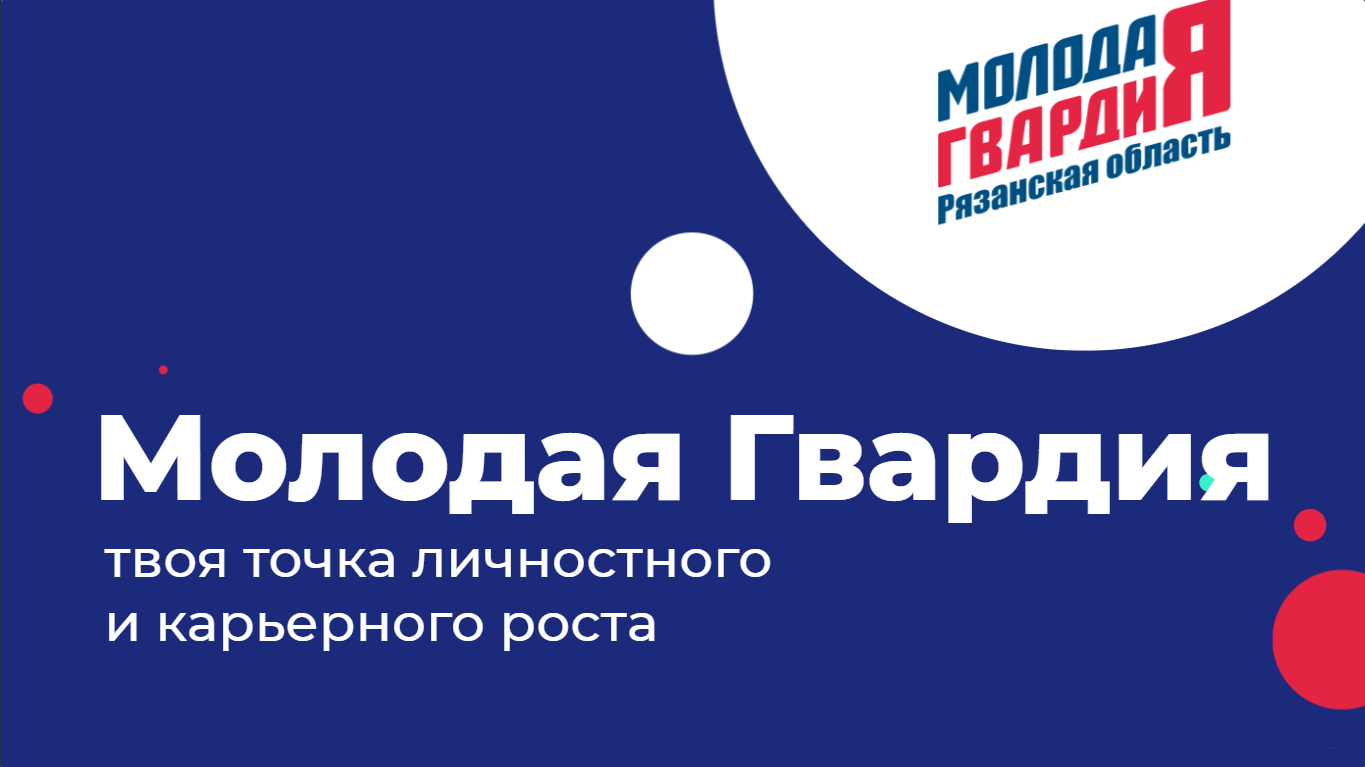 МОЛОДАЯ
ГВАРДИЯ
Рязанская область
Молодая Гвардия
твоя точка личностного
и карьерного роста